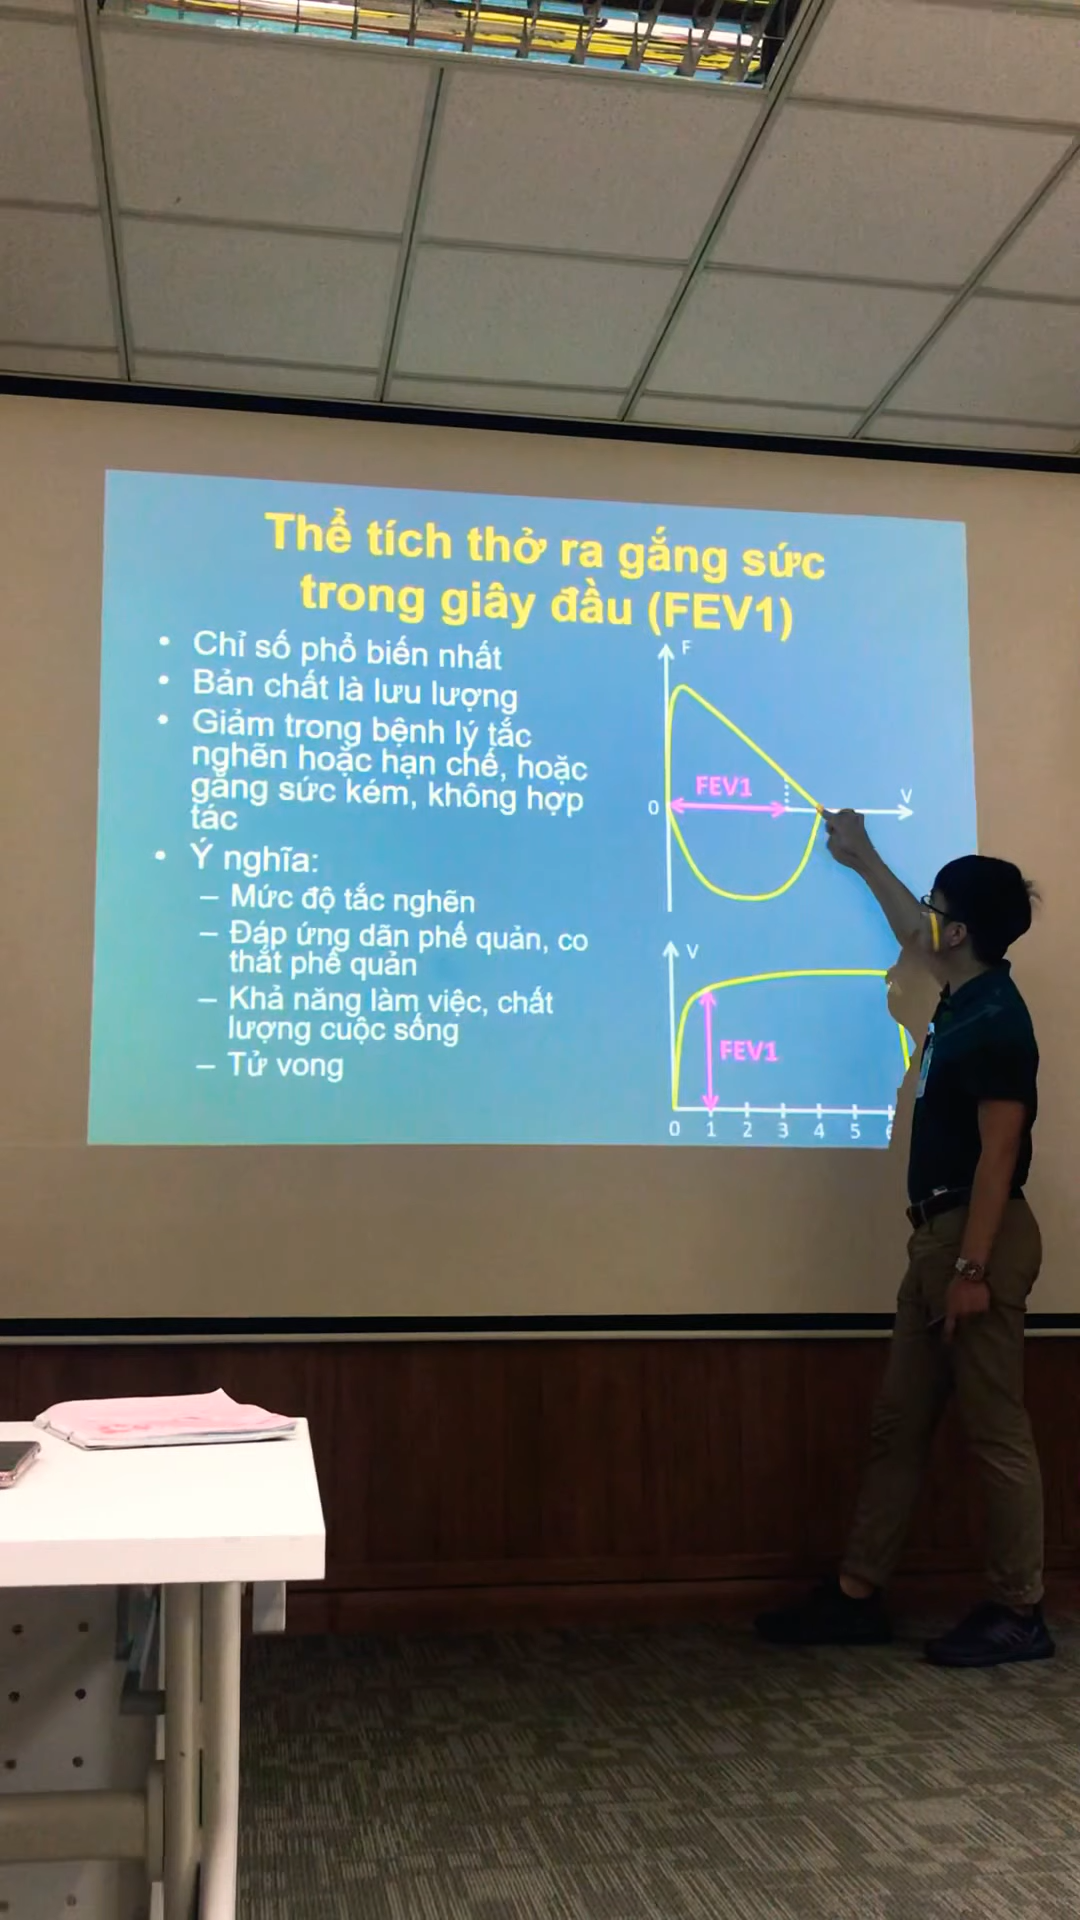 Thể tích thở ra gắng sức
trong giây đầu (FEV1)
• Chỉ số phổ biến nhất
• Bản chất là lưu lượng
• Giảm trong bệnh lý tắc
nghẽn hoặc hạn chế, hoặc
gắng sức kém, không hợp
tác
• Ý nghĩa:
– Mức độ tắc nghẽn
– Đáp ứng dãn phế quản, co
thắt phế quản
– Khả năng làm việc, chất
lượng cuộc sống
– Tử vong
F
FEV1
V
0
V
FEV1
0 1 2 3 4 5 6